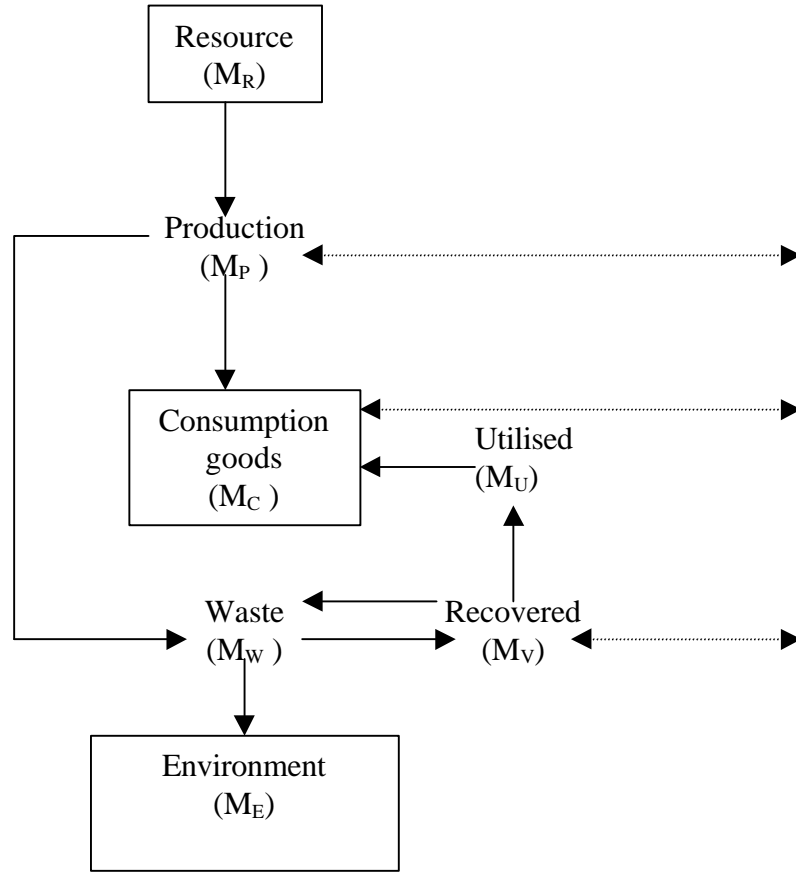 Resource
(M_R)
Production
(M_P )
Consumption
goods
(M_C )
Utilised
(M_U)
Waste
(M_W )
Recovered
(M_V)
Environment
(M_E)